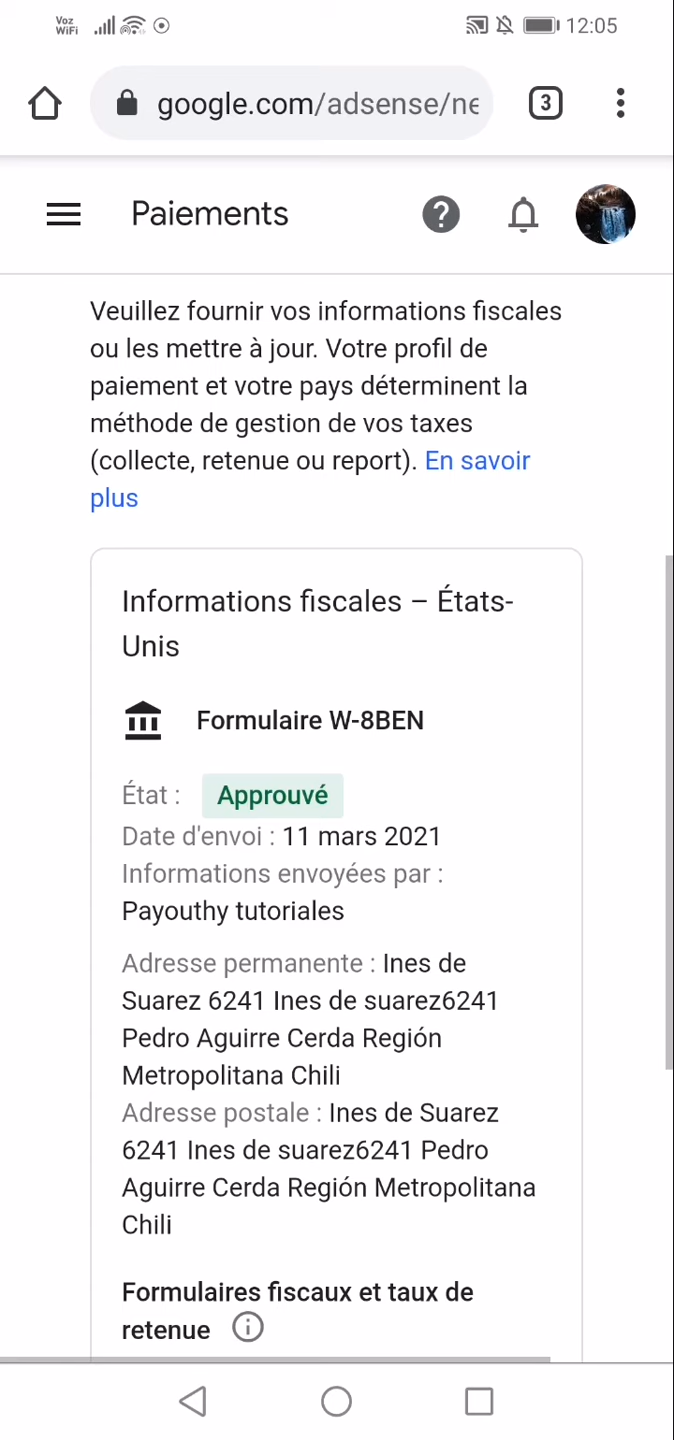 Voz
WiFi
12:05
google.com/adsense/ne
3
Paiements
Veuillez fournir vos informations fiscales
ou les mettre à jour. Votre profil de
paiement et votre pays déterminent la
méthode de gestion de vos taxes
(collecte, retenue ou report). En savoir
plus
Informations fiscales – États-
Unis
Formulaire W-8BEN
État : Approuvé
Date d'envoi : 11 mars 2021
Informations envoyées par :
Payouthy tutoriales
Adresse permanente : Ines de
Suarez 6241 Ines de suarez6241
Pedro Aguirre Cerda Región
Metropolitana Chili
Adresse postale : Ines de Suarez
6241 Ines de suarez6241 Pedro
Aguirre Cerda Región Metropolitana
Chili
Formulaires fiscaux et taux de
retenue